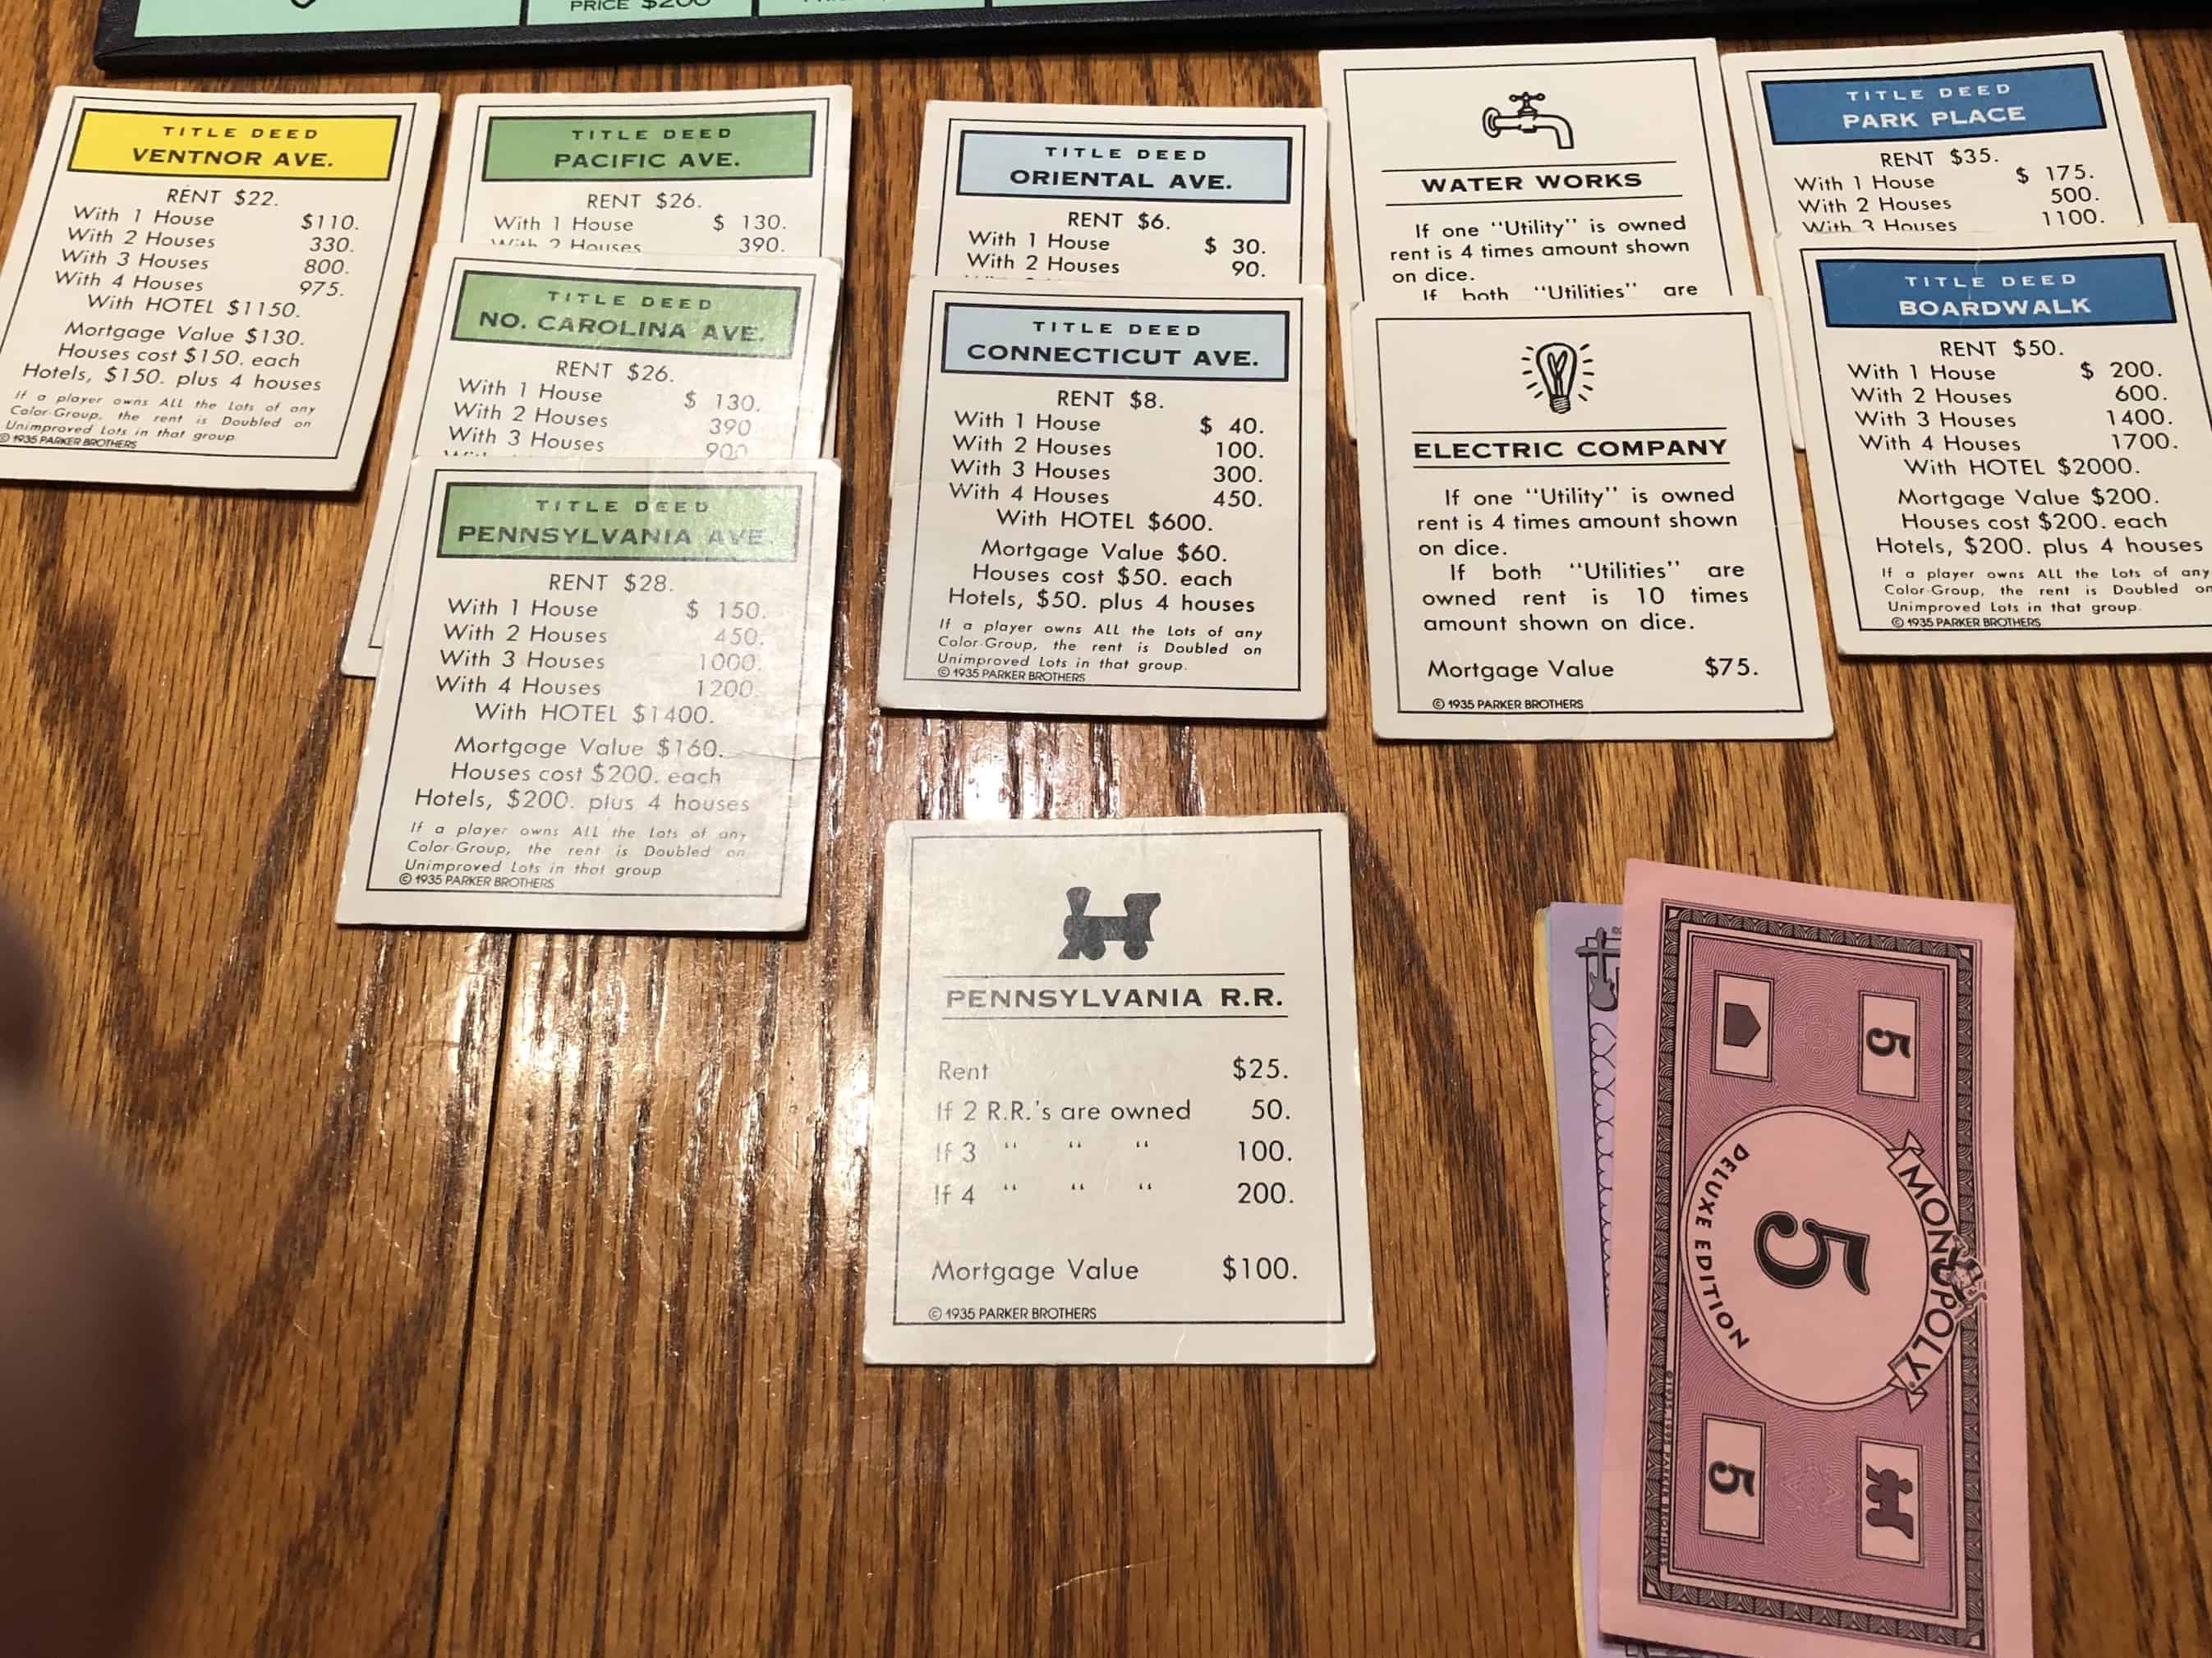 PRICE $200
TITLE DEED
VENTNOR AVE.
RENT $22.
With 1 House $110.
With 2 Houses 330.
With 3 Houses 800.
With 4 Houses 975.
With HOTEL $1150.
Mortgage Value $130.
Houses cost $150. each
Hotels, $150. plus 4 houses
If a player owns ALL the Lots of any
Color-Group, the rent is Doubled on
Unimproved Lots in that group
© 1935 PARKER BROTHERS
TITLE DEED
PACIFIC AVE.
RENT $26.
With 1 House $ 130.
With 2 Houses 390.
TITLE DEED
NO. CAROLINA AVE.
RENT $26.
With 1 House $ 130.
With 2 Houses 390
With 3 Houses 900
TITLE DEED
PENNSYLVANIA AVE
RENT $28.
With 1 House $ 150.
With 2 Houses 450.
With 3 Houses 1000.
With 4 Houses 1200.
With HOTEL $1400.
Mortgage Value $160.
Houses cost $200. each
Hotels, $200. plus 4 houses
If a player owns ALL the Lots of any
Color-Group, the rent is Doubled on
Unimproved Lots in that group
© 1935 PARKER BROTHERS
TITLE DEED
ORIENTAL AVE.
RENT $6.
With 1 House $ 30.
With 2 Houses 90.
TITLE DEED
CONNECTICUT AVE.
RENT $8.
With 1 House $ 40.
With 2 Houses 100.
With 3 Houses 300.
With 4 Houses 450.
With HOTEL $600.
Mortgage Value $60.
Houses cost $50. each
Hotels, $50. plus 4 houses
If a player owns ALL the Lots of any
Color-Group, the rent is Doubled on
Unimproved Lots in that group.
© 1935 PARKER BROTHERS
WATER WORKS
If one "Utility" is owned
rent is 4 times amount shown
on dice.
If both "Utilities" are
ELECTRIC COMPANY
If one "Utility" is owned
rent is 4 times amount shown
on dice.
If both "Utilities" are
owned rent is 10 times
amount shown on dice.
Mortgage Value $75.
© 1935 PARKER BROTHERS
TITLE DEED
PARK PLACE
RENT $35.
With 1 House $ 175.
With 2 Houses 500.
With 3 Houses 1100.
TITLE DEED
BOARDWALK
RENT $50.
With 1 House $ 200.
With 2 Houses 600.
With 3 Houses 1400.
With 4 Houses 1700.
With HOTEL $2000.
Mortgage Value $200.
Houses cost $200. each
Hotels, $200. plus 4 houses
If a player owns ALL the Lots of any
Color-Group, the rent is Doubled on
Unimproved Lots in that group.
© 1935 PARKER BROTHERS
PENNSYLVANIA R.R.
Rent $25.
If 2 R.R.'s are owned 50.
If 3 " " " 100.
If 4 " " " 200.
Mortgage Value $100.
© 1935 PARKER BROTHERS
5
MONOPOLY
5
DELUXE EDITION
5